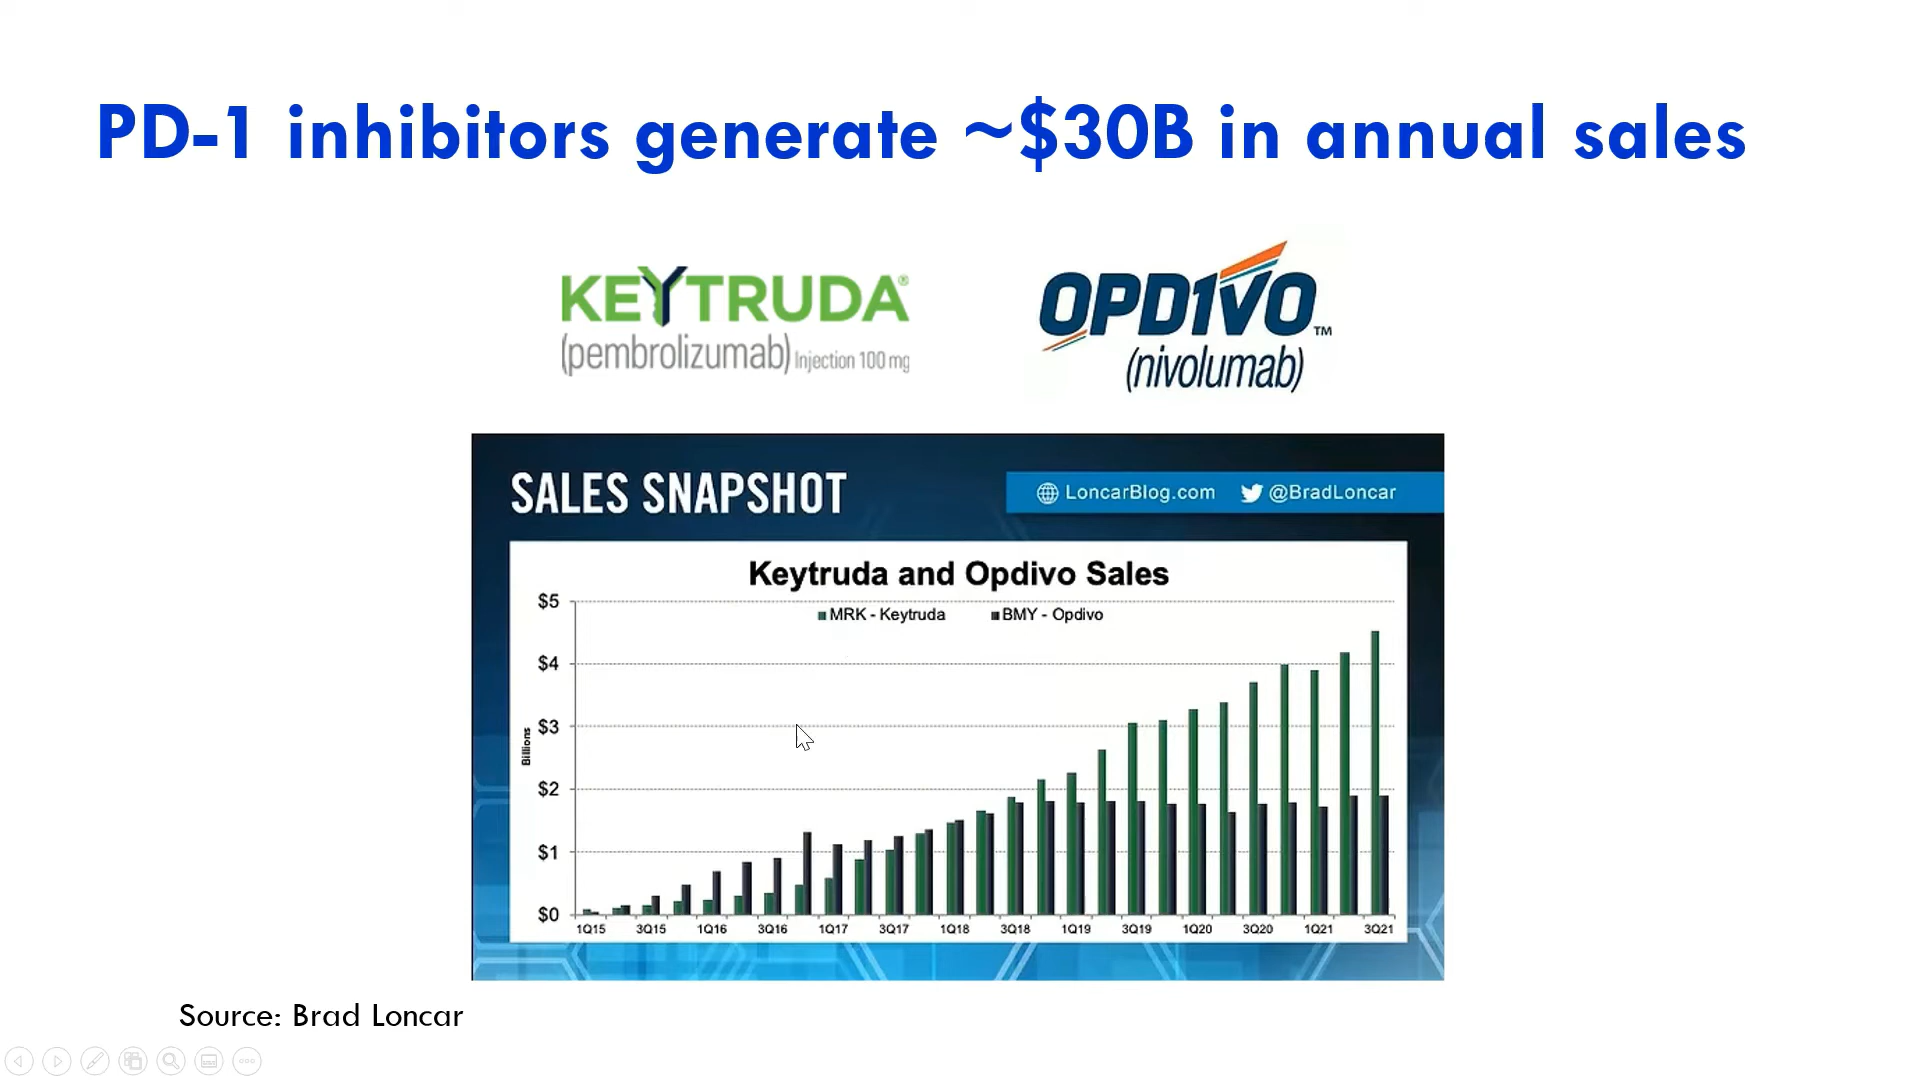 PD-1 inhibitors generate ~$30B in annual sales
KEYTRUDA®
(pembrolizumab) Injection 100 mg
OPD1VO™
(nivolumab)
SALES SNAPSHOT
LoncarBlog.com @BradLoncar
Keytruda and Opdivo Sales
MRK - Keytruda BMY - Opdivo
$5
$4
$3
$2
$1
$0
Billions
1Q15 3Q15 1Q16 3Q16 1Q17 3Q17 1Q18 3Q18 1Q19 3Q19 1Q20 3Q20 1Q21 3Q21
Source: Brad Loncar